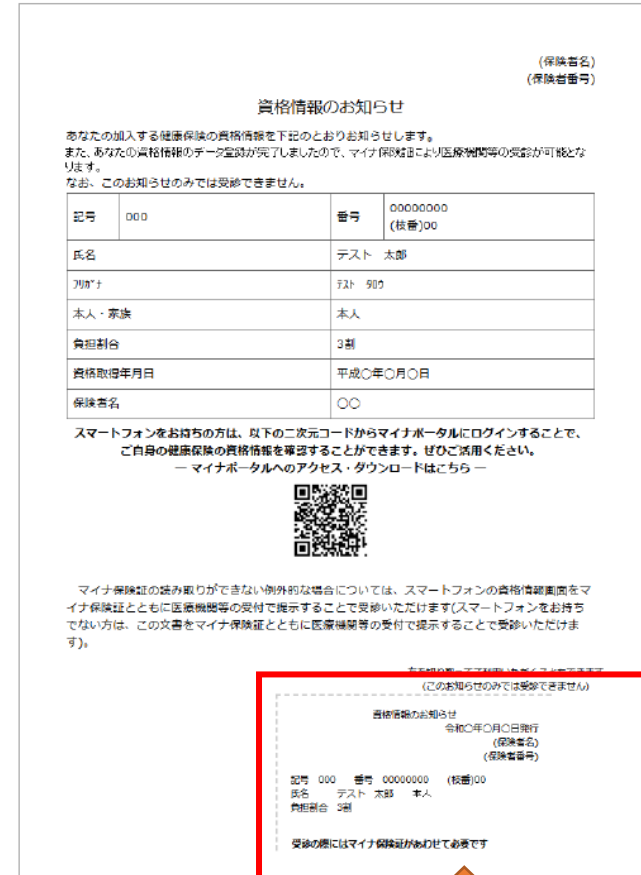 (保険者名)
(保険者番号)
資格情報のお知らせ
あなたの加入する健康保険の資格情報を下記のとおりお知らせします。
また、あなたの資格情報のデータ登録が完了しましたので、マイナ保険証により医療機関等の受診が可能とな
ります。
なお、このお知らせのみでは受診できません。
記号 000 番号 00000000
(枝番)00
氏名 テスト 太郎
ﾌﾘｶﾞﾅ ﾃｽﾄ ﾀﾛｳ
本人・家族 本人
負担割合 3割
資格取得年月日 平成〇年〇月〇日
保険者名 〇〇
スマートフォンをお持ちの方は、以下の二次元コードからマイナポータルにログインすることで、
ご自身の健康保険の資格情報を確認することができます。ぜひご活用ください。
― マイナポータルへのアクセス・ダウンロードはこちら ―
マイナ保険証の読み取りができない例外的な場合については、スマートフォンの資格情報画面をマ
イナ保険証とともに医療機関等の受付で提示することで受診いただけます(スマートフォンをお持ち
でない方は、この文書をマイナ保険証とともに医療機関等の受付で提示することで受診いただけま
す)。
(このお知らせのみでは受診できません)
資格情報のお知らせ
令和〇年〇月〇日発行
(保険者名)
(保険者番号)
記号 000 番号 00000000 (枝番)00
氏名 テスト 太郎 本人
負担割合 3割
受診の際にはマイナ保険証があわせて必要です